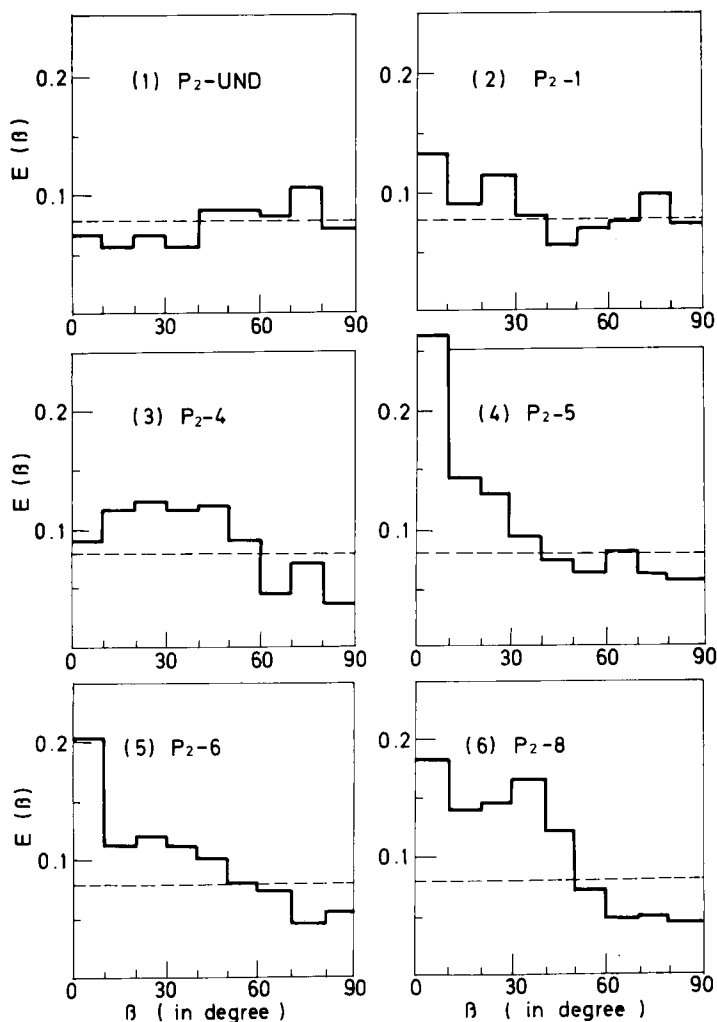 (1) P₂-UND
(2) P₂-1
0.2
0.1
E (β)
0 30 60 90
0.2
0.1
30 60 90
(3) P₂-4
(4) P₂-5
0.2
0.1
E (β)
0 30 60 90
0.2
0.1
0 30 60 90
(5) P₂-6
(6) P₂-8
0.2
0.1
E (β)
0 30 60 90
β ( in degree )
0.2
0.1
0 30 60 90
β ( in degree )